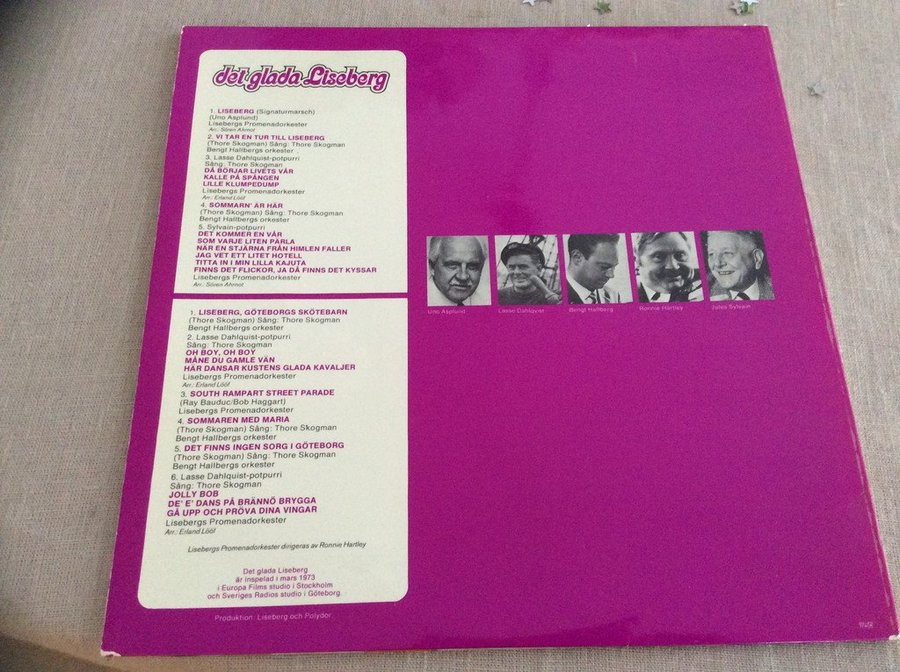 det glada Liseberg
1. LISEBERG (Signaturmarsch)
(Uno Asplund)
Lisebergs Promenadorkester
Arr.: Sören Ahrnot
2. VI TAR EN TUR TILL LISEBERG
(Thore Skogman) Sång: Thore Skogman
Bengt Hallbergs orkester
3. Lasse Dahlquist-potpurri
Sång: Thore Skogman
DÅ BÖRJAR LIVETS VÅR
KALLE PÅ SPÅNGEN
LILLE KLUMPEDUMP
Lisebergs Promenadorkester
Arr.: Erland Lööf
4. SOMMARN' ÄR HÄR
(Thore Skogman) Sång: Thore Skogman
Bengt Hallbergs orkester
5. Sylvain-potpurri
DET KOMMER EN VÅR
SOM VARJE LITEN PÄRLA
NÄR EN STJÄRNA FRÅN HIMLEN FALLER
JAG VET ETT LITET HOTELL
TITTA IN I MIN LILLA KAJUTA
FINNS DET FLICKOR, JA DÅ FINNS DET KYSSAR
Lisebergs Promenadorkester
Arr.: Sören Ahrnot
1. LISEBERG, GÖTEBORGS SKÖTEBARN
(Thore Skogman) Sång: Thore Skogman
Bengt Hallbergs orkester
2. Lasse Dahlquist-potpurri
Sång: Thore Skogman
OH BOY, OH BOY
MÅNE DU GAMLE VÄN
HÄR DANSAR KUSTENS GLADA KAVALJER
Lisebergs Promenadorkester
Arr.: Erland Lööf
3. SOUTH RAMPART STREET PARADE
(Ray Bauduc/Bob Haggart)
Lisebergs Promenadorkester
4. SOMMAREN MED MARIA
(Thore Skogman) Sång: Thore Skogman
Bengt Hallbergs orkester
5. DET FINNS INGEN SORG I GÖTEBORG
(Thore Skogman) Sång: Thore Skogman
Bengt Hallbergs orkester
6. Lasse Dahlquist-potpurri
Sång: Thore Skogman
JOLLY BOB
DE' E' DANS PÅ BRÄNNÖ BRYGGA
GÅ UPP OCH PRÖVA DINA VINGAR
Lisebergs Promenadorkester
Arr.: Erland Lööf
Lisebergs Promenadorkester dirigeras av Ronnie Hartley
Det glada Liseberg
är inspelad i mars 1973
i Europa Films studio i Stockholm
och Sveriges Radios studio i Göteborg.
Produktion: Liseberg och Polydor
Uno Asplund
Lasse Dahlqvist
Bengt Hallberg
Ronnie Hartley
Jules Sylvain